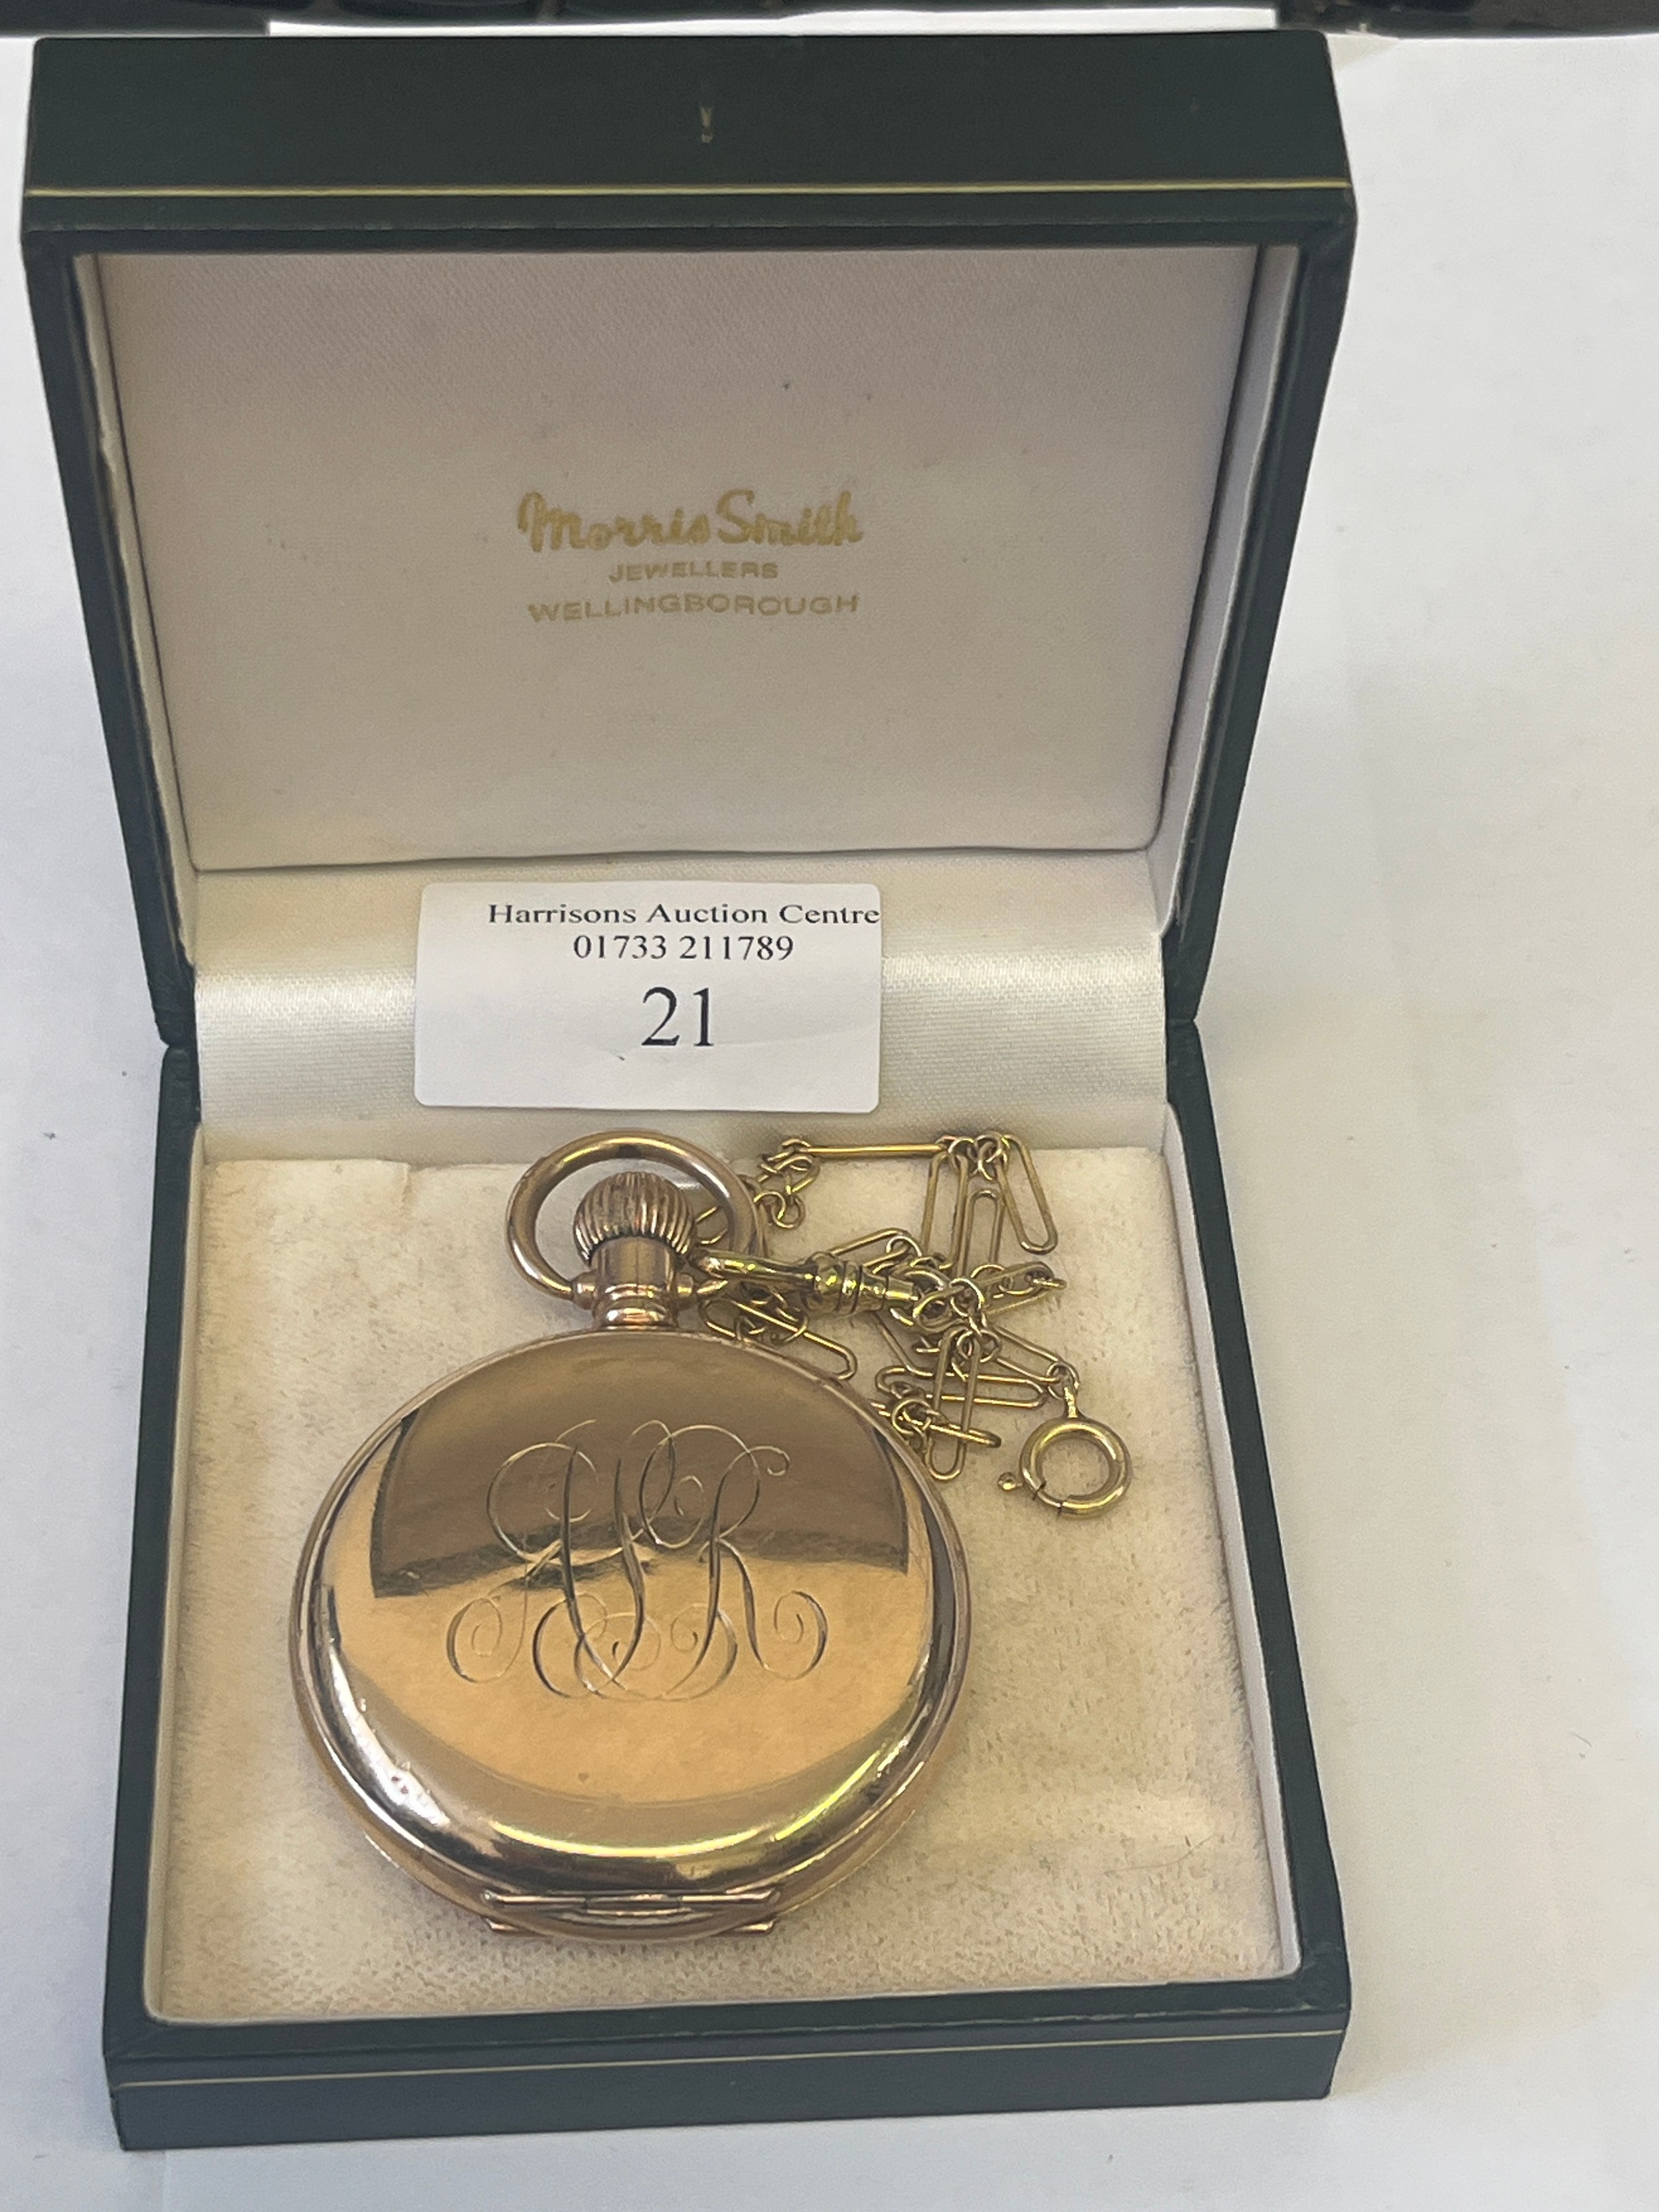 Morris Smith
JEWELLERS
WELLINGBOROUGH
Harrisons Auction Centre
01733 211789
21